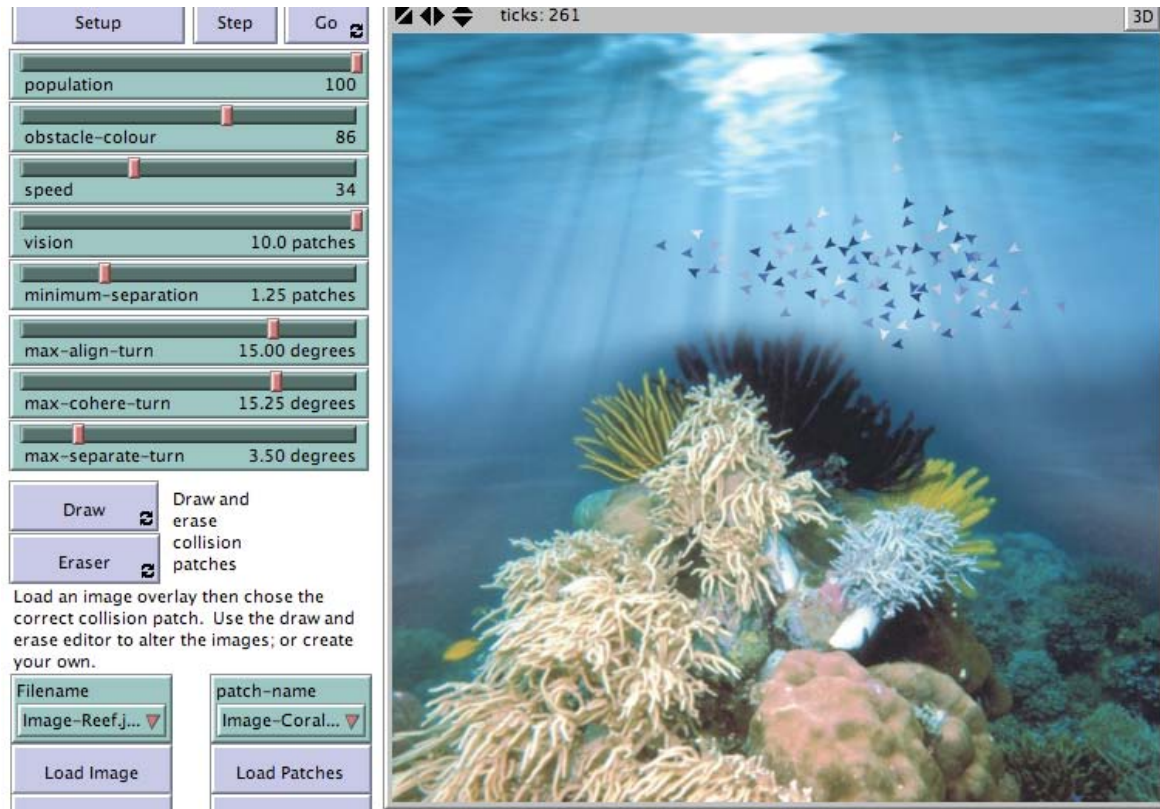 Setup Step Go
ticks: 261
3D
population 100
obstacle-colour 86
speed 34
vision 10.0 patches
minimum-separation 1.25 patches
max-align-turn 15.00 degrees
max-cohere-turn 15.25 degrees
max-separate-turn 3.50 degrees
Draw
Draw and
erase
collision
patches
Eraser
Load an image overlay then chose the
correct collision patch.  Use the draw and
erase editor to alter the images; or create
your own.
Filename
Image-Reef.j...
patch-name
Image-Coral...
Load Image
Load Patches